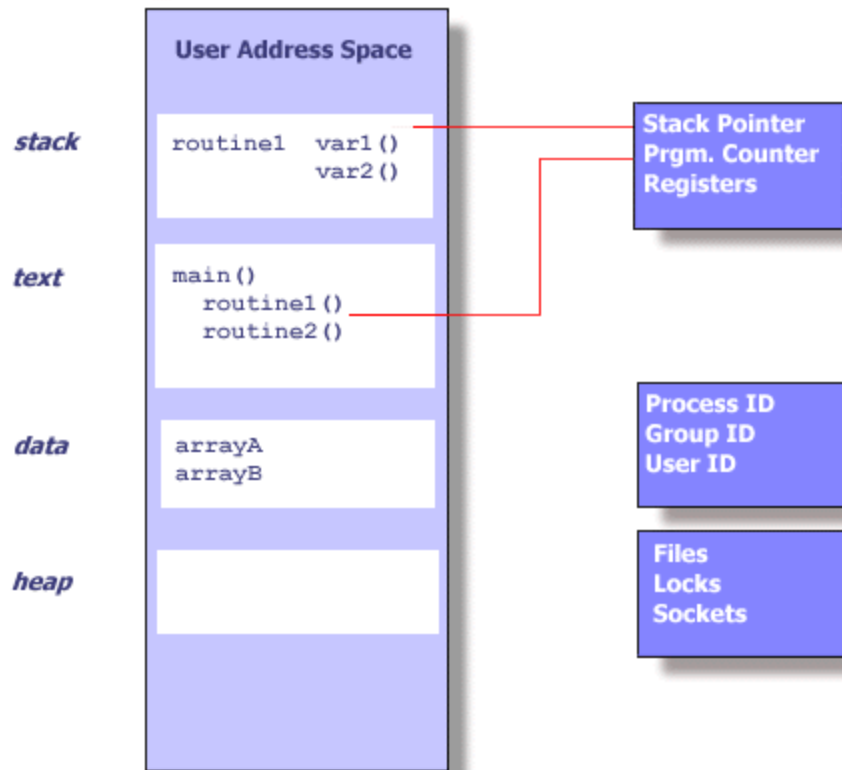 User Address Space
stack
routine1 var1()
var2()
text
main()
routine1()
routine2()
data
arrayA
arrayB
heap
Stack Pointer
Prgm. Counter
Registers
Process ID
Group ID
User ID
Files
Locks
Sockets